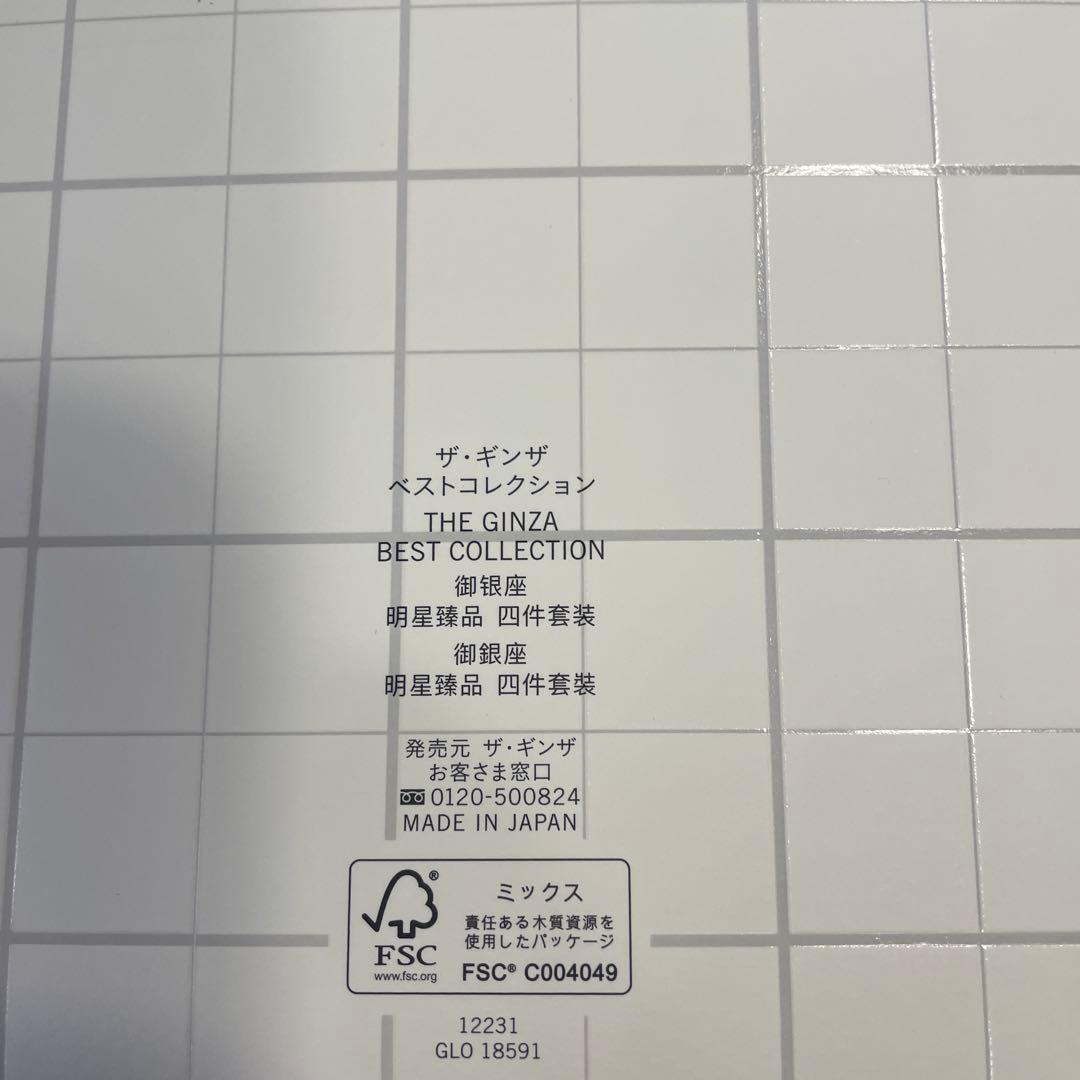 ザ・ギンザ
ベストコレクション
THE GINZA
BEST COLLECTION
御银座
明星臻品 四件套装
御銀座
明星臻品 四件套裝
発売元 ザ・ギンザ
お客さま窓口
0120-500824
MADE IN JAPAN
ミックス
責任ある木質資源を
使用したパッケージ
FSC® C004049
®
FSC
www.fsc.org
12231
GLO 18591